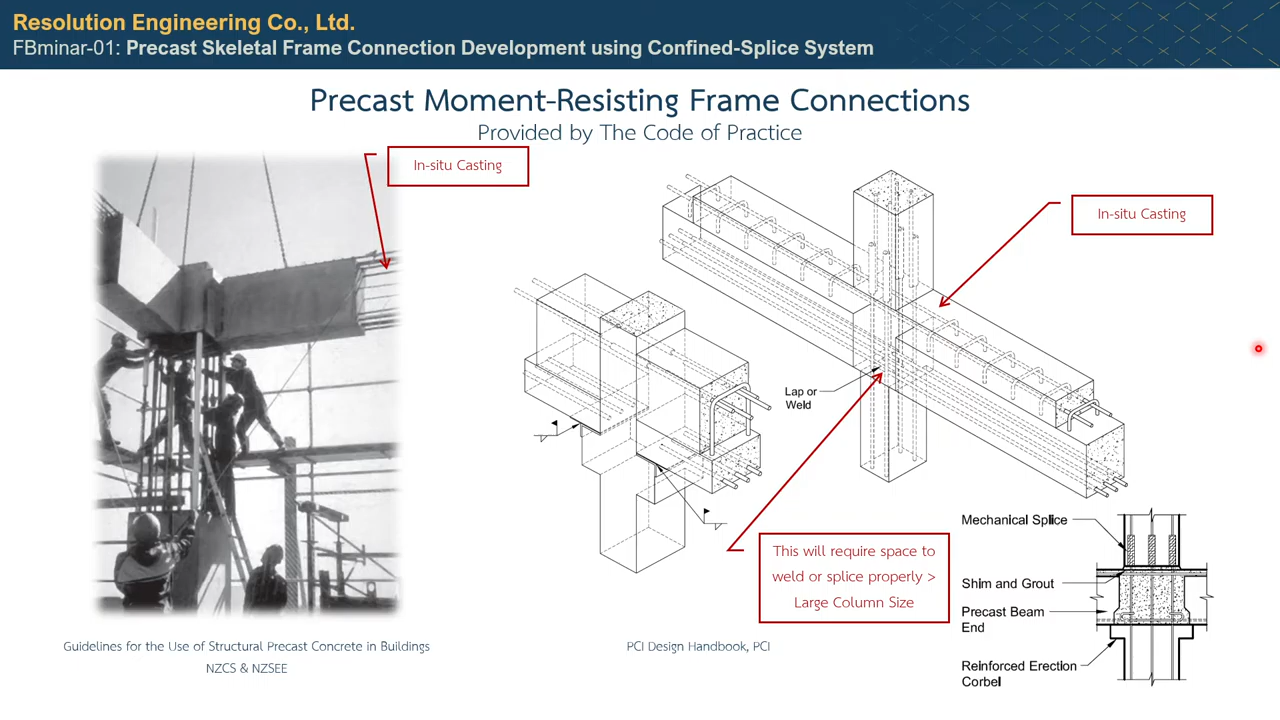 Resolution Engineering Co., Ltd.
FBminar-01: Precast Skeletal Frame Connection Development using Confined-Splice System
Precast Moment-Resisting Frame Connections
Provided by The Code of Practice
In-situ Casting
In-situ Casting
Lap or
Weld
This will require space to
weld or splice properly >
Large Column Size
Mechanical Splice
Shim and Grout
Precast Beam
End
Reinforced Erection
Corbel
Guidelines for the Use of Structural Precast Concrete in Buildings
NZCS & NZSEE
PCI Design Handbook, PCI